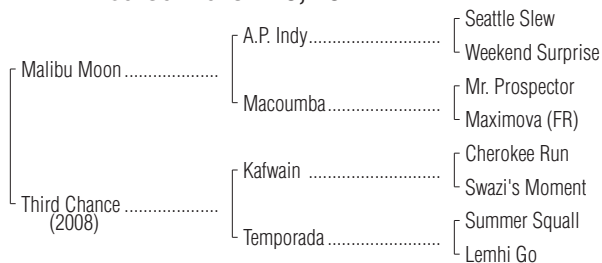 Seattle Slew
A.P. Indy
Weekend Surprise
Malibu Moon
Mr. Prospector
Macoumba
Maximova (FR)
Cherokee Run
Kafwain
Swazi's Moment
Third Chance
(2008)
Summer Squall
Temporada
Lemhi Go